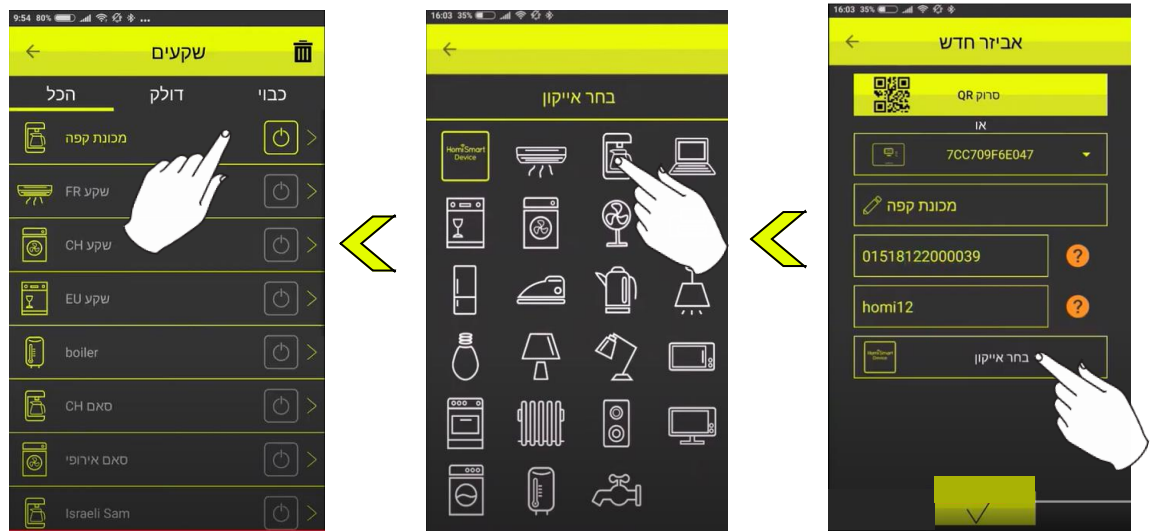 16:03 35%
אביזר חדש
סרוק QR
או
7CC709F6E047
מכונת קפה
01518122000039
?
homi12
?
בחר אייקון
HomiSmart
Device
16:03 35%
בחר אייקון
HomiSmart
Device
9:54 80% ...
שקעים
הכל דולק כבוי
מכונת קפה
שקע FR
שקע CH
שקע EU
boiler
סאם CH
סאם אירופי
Israeli Sam